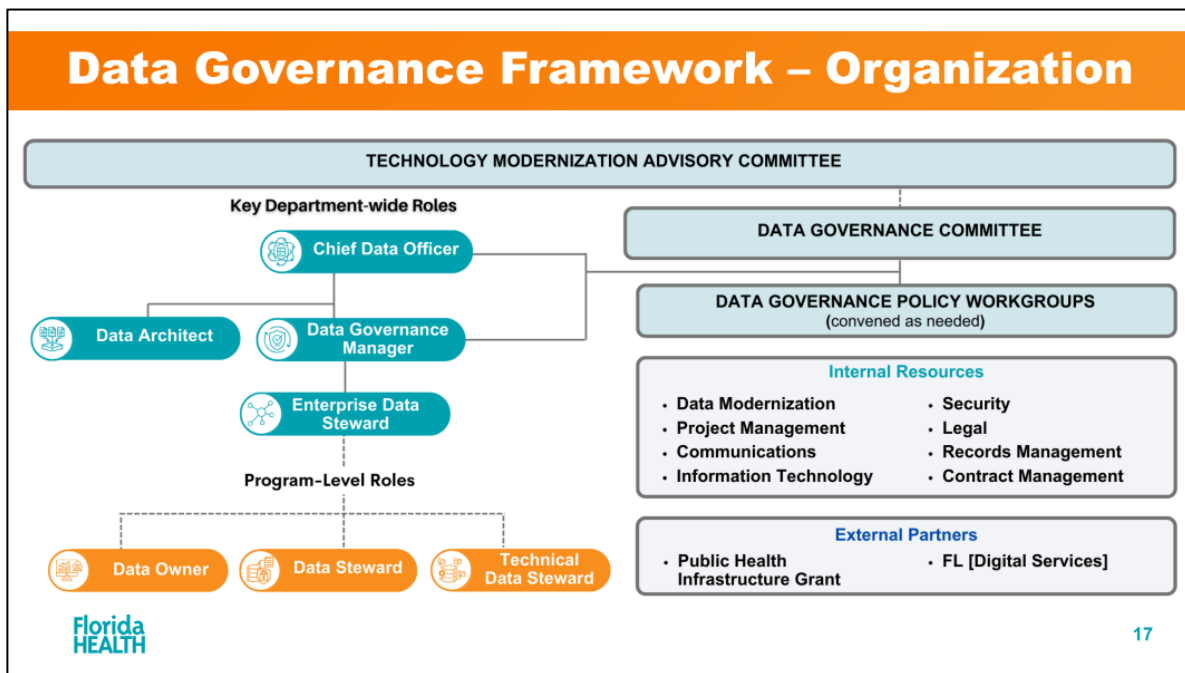 Data Governance Framework – Organization
TECHNOLOGY MODERNIZATION ADVISORY COMMITTEE
Key Department-wide Roles
Chief Data Officer
Data Architect
Data Governance
Manager
Enterprise Data
Steward
Program-Level Roles
Data Owner
Data Steward
Technical
Data Steward
DATA GOVERNANCE COMMITTEE
DATA GOVERNANCE POLICY WORKGROUPS
(convened as needed)
Internal Resources
• Data Modernization
• Project Management
• Communications
• Information Technology
• Security
• Legal
• Records Management
• Contract Management
External Partners
• Public Health
Infrastructure Grant
• FL [Digital Services]
Florida
HEALTH
17